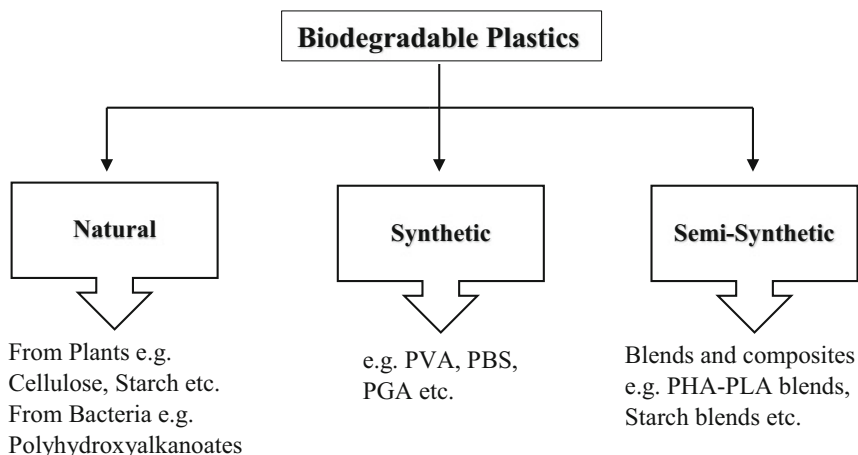 Biodegradable Plastics
Natural
Synthetic
Semi-Synthetic
From Plants e.g.
Cellulose, Starch etc.
From Bacteria e.g.
Polyhydroxyalkanoates
e.g. PVA, PBS,
PGA etc.
Blends and composites
e.g. PHA-PLA blends,
Starch blends etc.